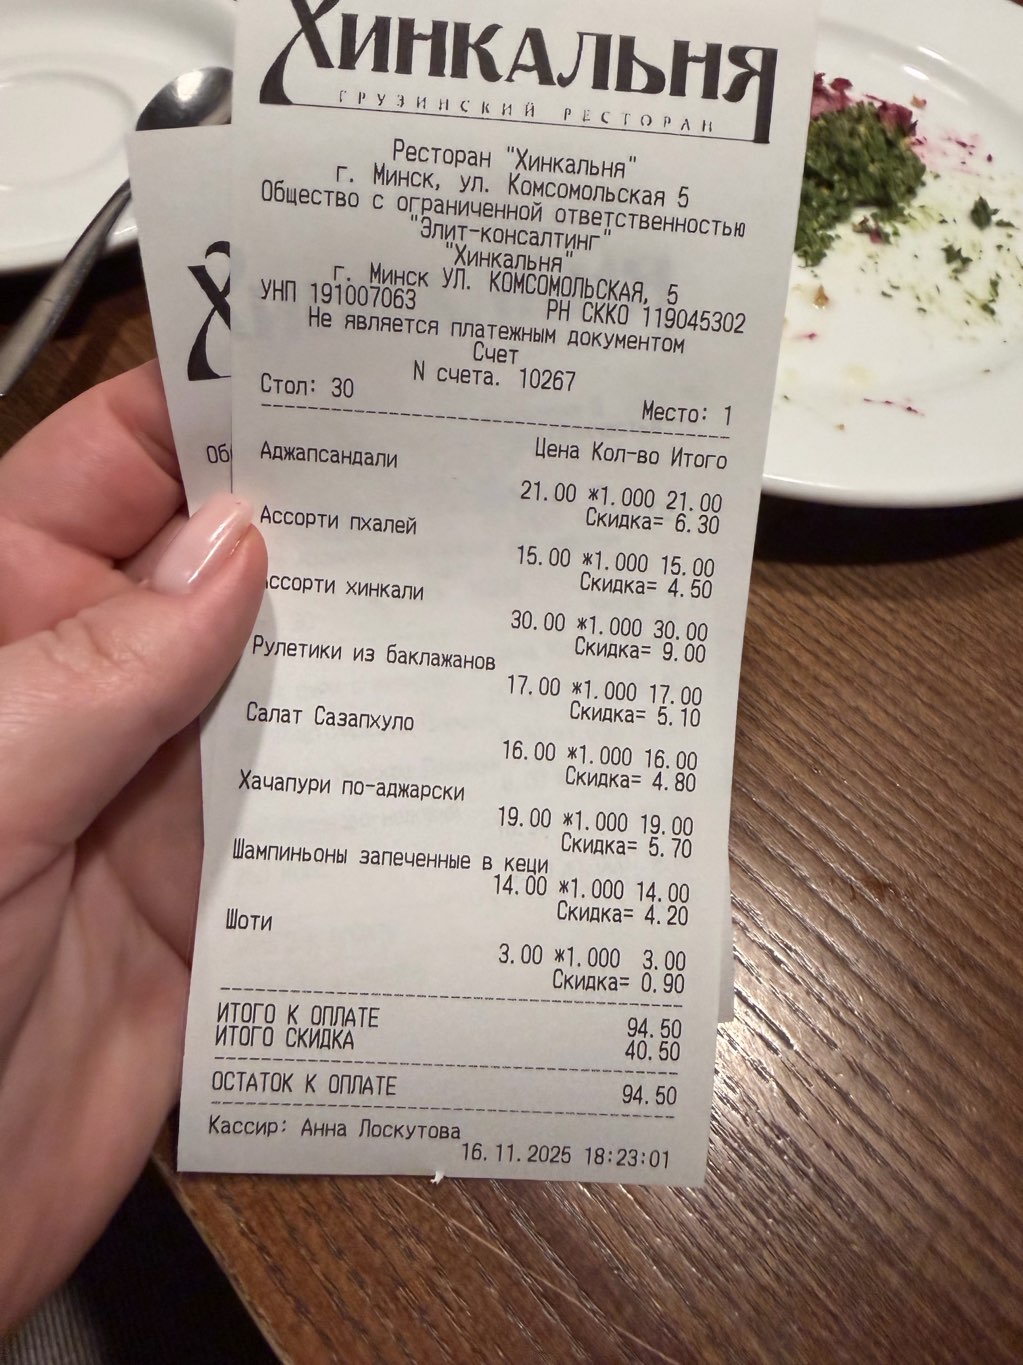 ХИНКАЛЬНЯ
ГРУЗИНСКИЙ РЕСТОРАН
Ресторан "Хинкальня"
г. Минск, ул. Комсомольская 5
Общество с ограниченной ответственностью
"Элит-консалтинг"
"Хинкальня"
г. Минск УЛ. КОМСОМОЛЬСКАЯ, 5
УНП 191007063 РН СККО 119045302
Не является платежным документом
Счет
N счета. 10267
Стол: 30 Место: 1
Цена Кол-во Итого
Аджапсандали
21.00 *1.000 21.00
Скидка= 6.30
Ассорти пхалей
15.00 *1.000 15.00
Скидка= 4.50
Ассорти хинкали
30.00 *1.000 30.00
Скидка= 9.00
Рулетики из баклажанов
17.00 *1.000 17.00
Скидка= 5.10
Салат Сазапхуло
16.00 *1.000 16.00
Скидка= 4.80
Хачапури по-аджарски
19.00 *1.000 19.00
Скидка= 5.70
Шампиньоны запеченные в кеци
14.00 *1.000 14.00
Скидка= 4.20
Шоти
3.00 *1.000 3.00
Скидка= 0.90
ИТОГО К ОПЛАТЕ 94.50
ИТОГО СКИДКА 40.50
ОСТАТОК К ОПЛАТЕ 94.50
Кассир: Анна Лоскутова
16.11.2025 18:23:01